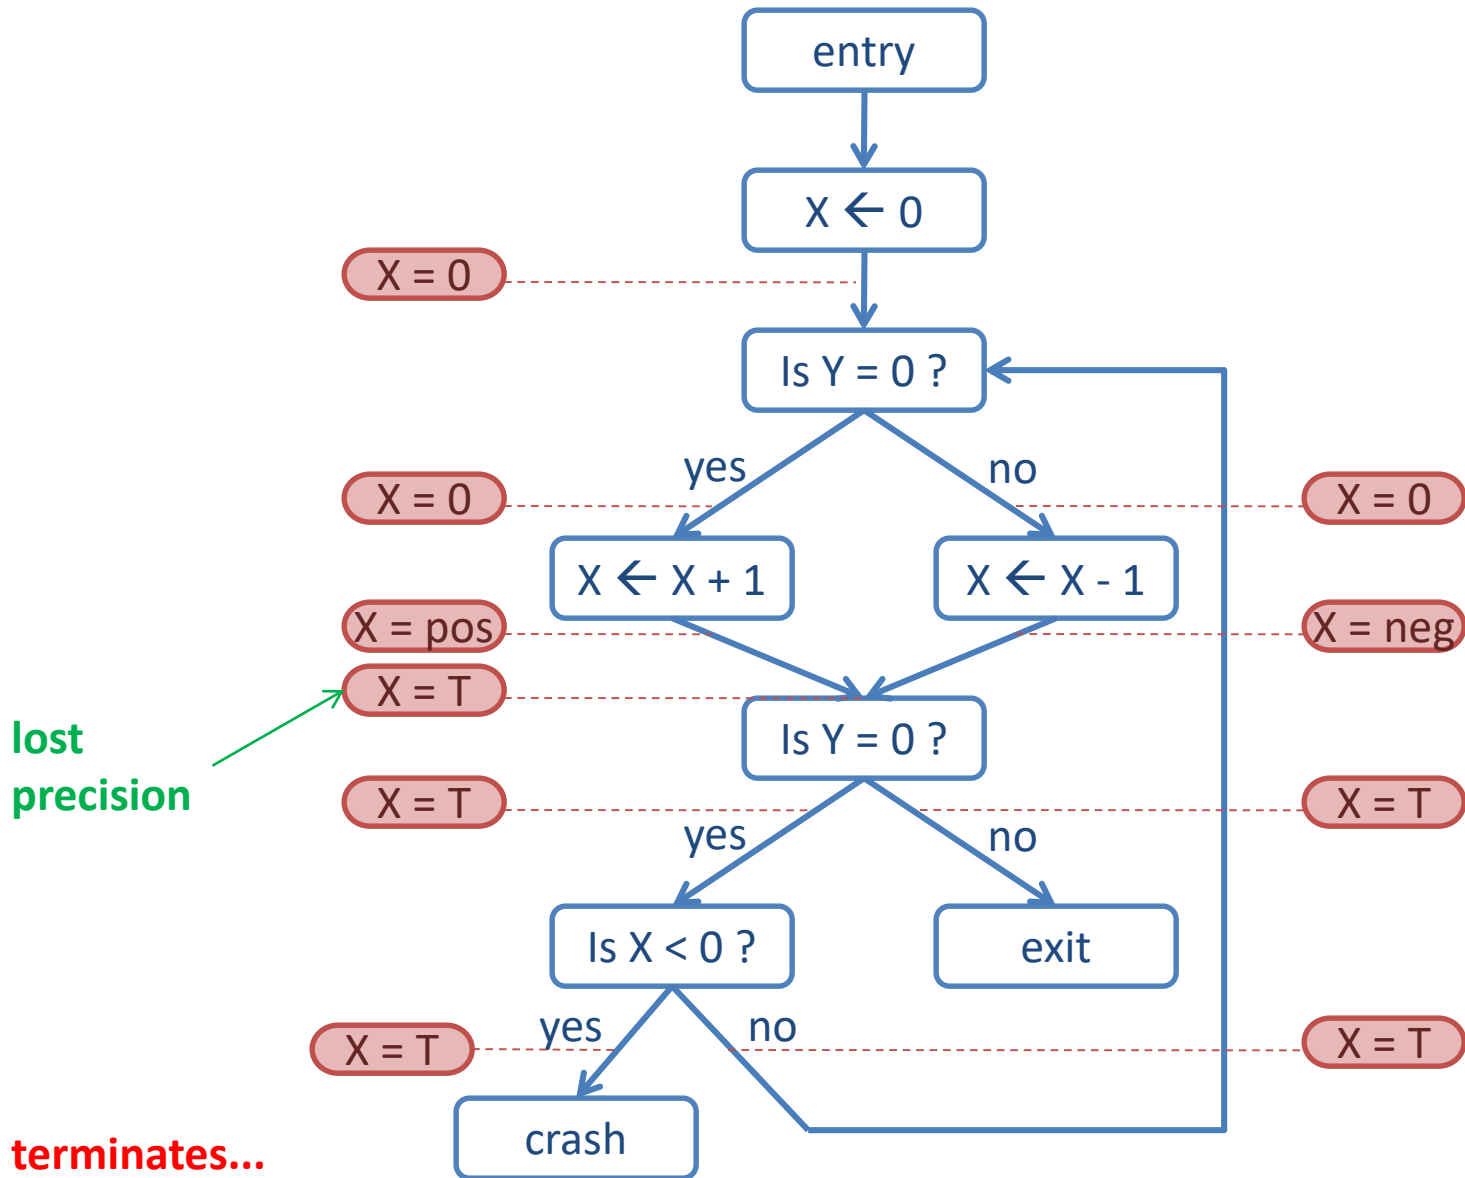 entry
X ← 0
X = 0
Is Y = 0 ?
yes
no
X = 0
X = 0
X ← X + 1
X ← X - 1
X = pos
X = neg
X = T
lost
precision
Is Y = 0 ?
X = T
X = T
yes
no
Is X < 0 ?
exit
yes
no
X = T
X = T
crash
terminates...